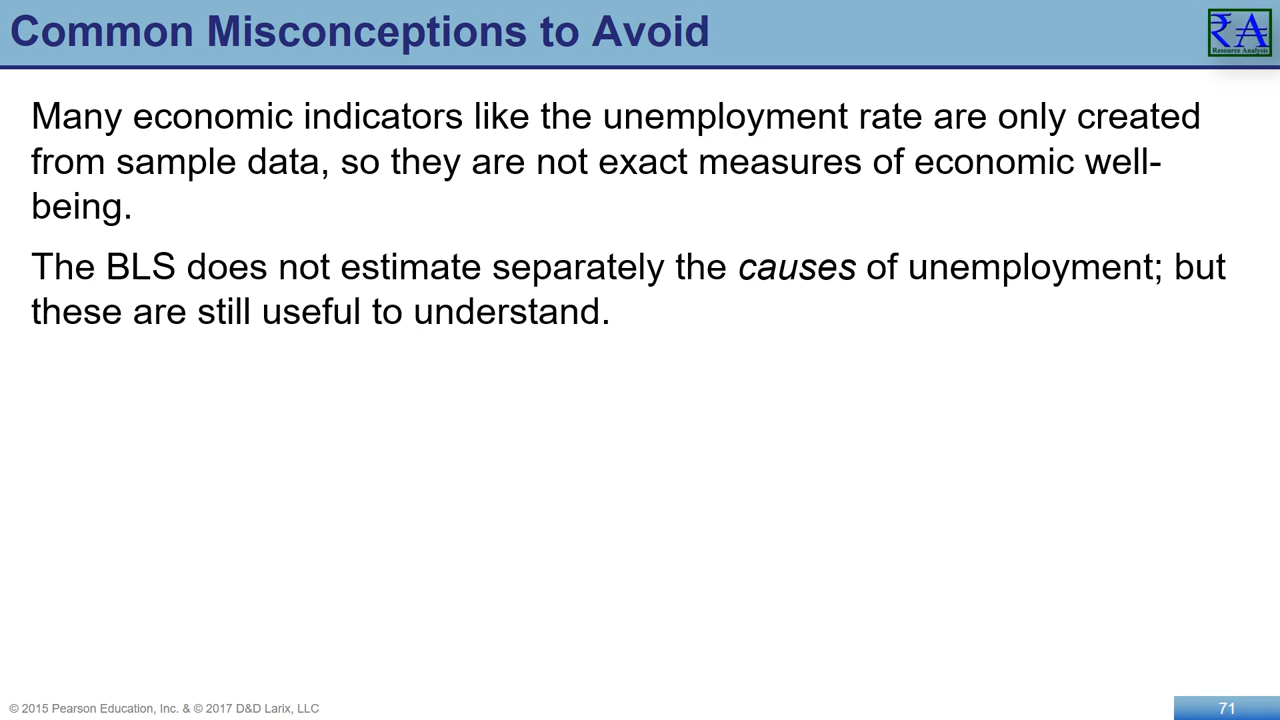 Common Misconceptions to Avoid
₹A
Resource Analysis
Many economic indicators like the unemployment rate are only created
from sample data, so they are not exact measures of economic well-
being.
The BLS does not estimate separately the causes of unemployment; but
these are still useful to understand.
© 2015 Pearson Education, Inc. & © 2017 D&D Larix, LLC
71